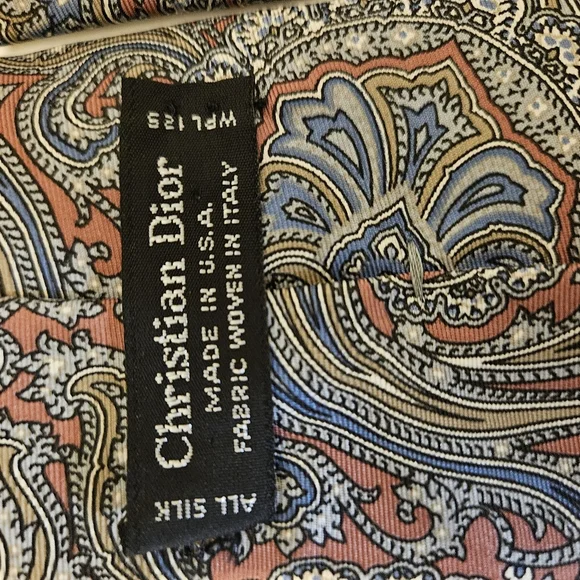 ALL SILK
Christian Dior
MADE IN U.S.A.
FABRIC WOVEN IN ITALY
WPL 125